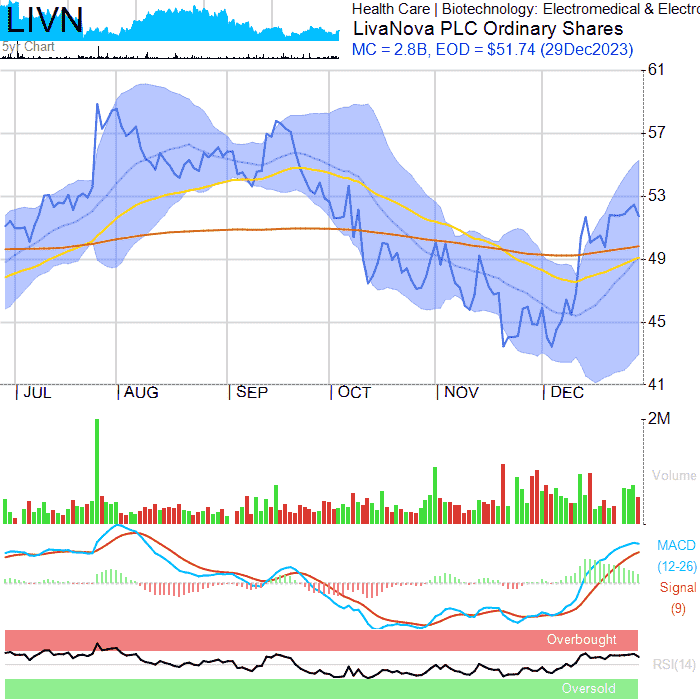 LIVN
5yr Chart
Health Care | Biotechnology: Electromedical & Electro
LivaNova PLC Ordinary Shares
MC = 2.8B, EOD = $51.74 (29Dec2023)
61
57
53
49
45
41
JUL AUG SEP OCT NOV DEC
2M
Volume
MACD
(12-26)
Signal
(9)
Overbought
RSI(14)
Oversold